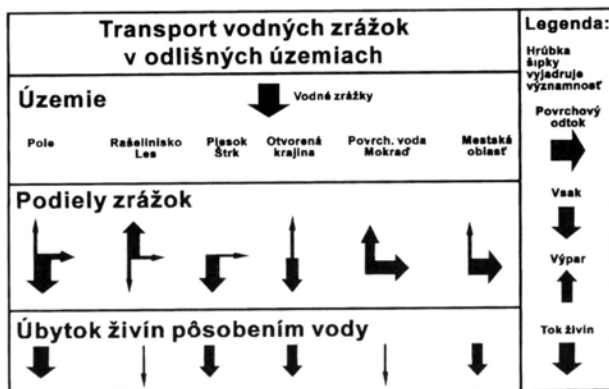 Transport vodných zrážok
v odlišných územiach
Územie
Vodné zrážky
Pole
Rašelinisko
Les
Piesok
Štrk
Otvorená
krajina
Povrch. voda
Mokraď
Mestská
oblasť
Podiely zrážok
Úbytok živín pôsobením vody
Legenda:
Hrúbka
šípky
vyjadruje
významnosť
Povrchový
odtok
Vsak
Výpar
Tok živín